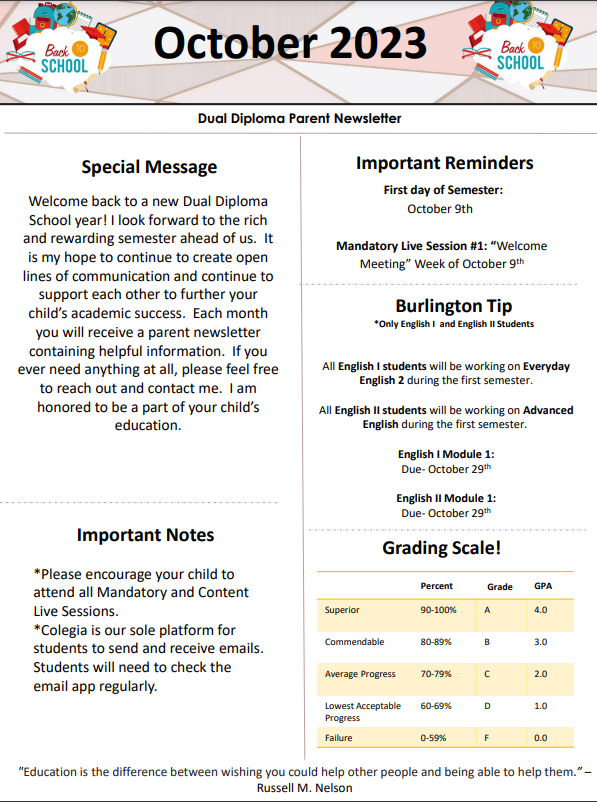 Back TO
SCHOOL
October 2023
Back TO
SCHOOL
Dual Diploma Parent Newsletter
Special Message
Welcome back to a new Dual Diploma
School year! I look forward to the rich
and rewarding semester ahead of us. It
is my hope to continue to create open
lines of communication and continue to
support each other to further your
child's academic success. Each month
you will receive a parent newsletter
containing helpful information. If you
ever need anything at all, please feel free
to reach out and contact me. I am
honored to be a part of your child's
education.
Important Notes
*Please encourage your child to
attend all Mandatory and Content
Live Sessions.
*Colegia is our sole platform for
students to send and receive emails.
Students will need to check the
email app regularly.
Important Reminders
First day of Semester:
October 9th
Mandatory Live Session #1: "Welcome
Meeting" Week of October 9th
Burlington Tip
*Only English I and English II Students
All English I students will be working on Everyday
English 2 during the first semester.
All English II students will be working on Advanced
English during the first semester.
English I Module 1:
Due- October 29th
English II Module 1:
Due- October 29th
Grading Scale!
Percent Grade GPA
Superior 90-100% A 4.0
Commendable 80-89% B 3.0
Average Progress 70-79% C 2.0
Lowest Acceptable 60-69% D 1.0
Progress
Failure 0-59% F 0.0
"Education is the difference between wishing you could help other people and being able to help them." –
Russell M. Nelson